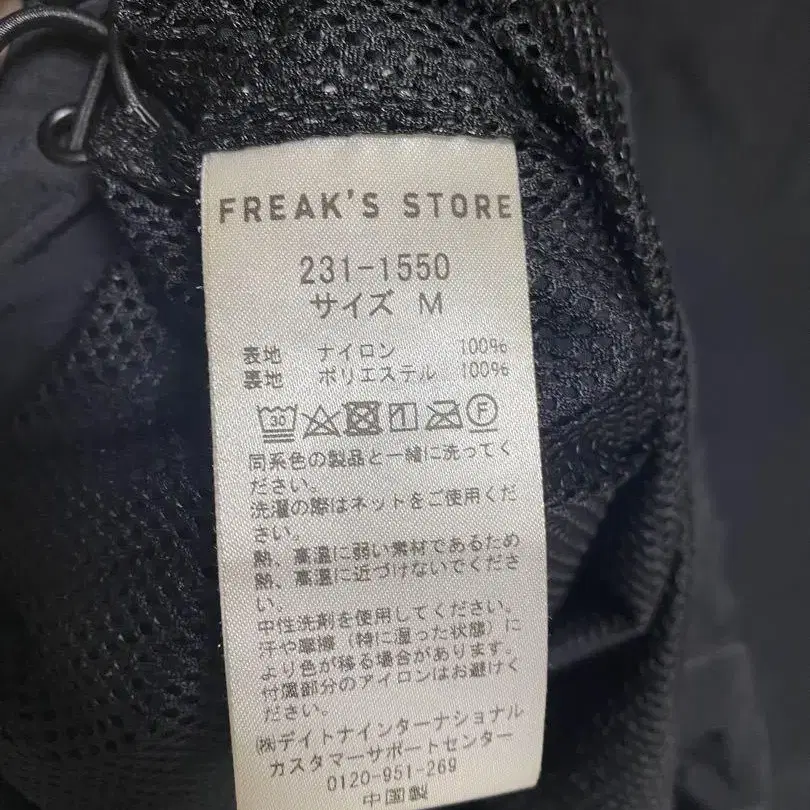 FREAK'S STORE
231-1550
サイズ M
表地 ナイロン 100%
裏地 ポリエステル 100%
30 F
同系色の製品と一緒に洗ってく
ださい。
洗濯の際はネットをご使用くだ
さい。
熱、高温に弱い素材であるため
熱、高温に近づけないでくださ
い。
中性洗剤を使用してください。
汗や摩擦（特に湿った状態）に
より色が移る場合があります。
付属部分のアイロンはお避けく
ださい。
㈱デイトナインターナショナル
カスタマーサポートセンター
0120-951-269
中国製